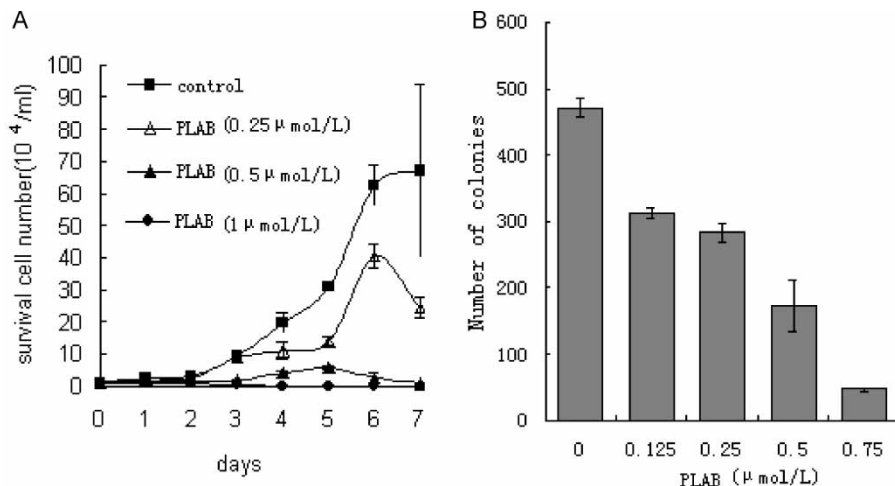 A
survival cell number(10⁴/ml)
100
90
80
70
60
50
40
30
20
10
0
control
PLAB (0.25 μ mol/L)
PLAB (0.5 μ mol/L)
PLAB (1 μ mol/L)
0 1 2 3 4 5 6 7
days
B
Number of colonies
600
500
400
300
200
100
0
0 0.125 0.25 0.5 0.75
PLAB (μ mol/L)